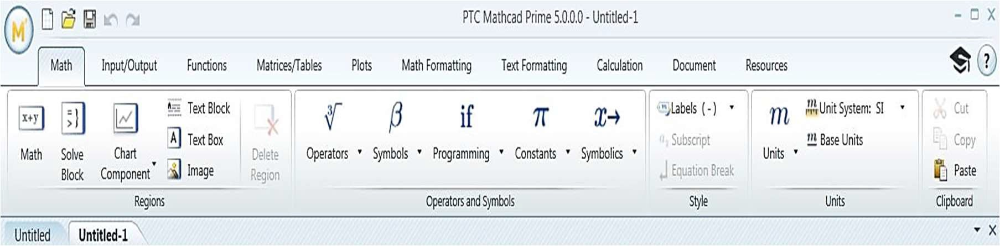 PTC Mathcad Prime 5.0.0.0 - Untitled-1
M
Math Input/Output Functions Matrices/Tables Plots Math Formatting Text Formatting Calculation Document Resources ?
x+y Math
= > } Solve Block
Chart Component
A Text Block
A Text Box
Image
Delete Region
Regions
3√ Operators
β Symbols
if Programming
π Constants
x→ Symbolics
Operators and Symbols
Labels (-)
Subscript
Equation Break
Style
m Units
m Unit System: SI
m Base Units
Units
Cut
Copy
Paste
Clipboard
Untitled Untitled-1 X